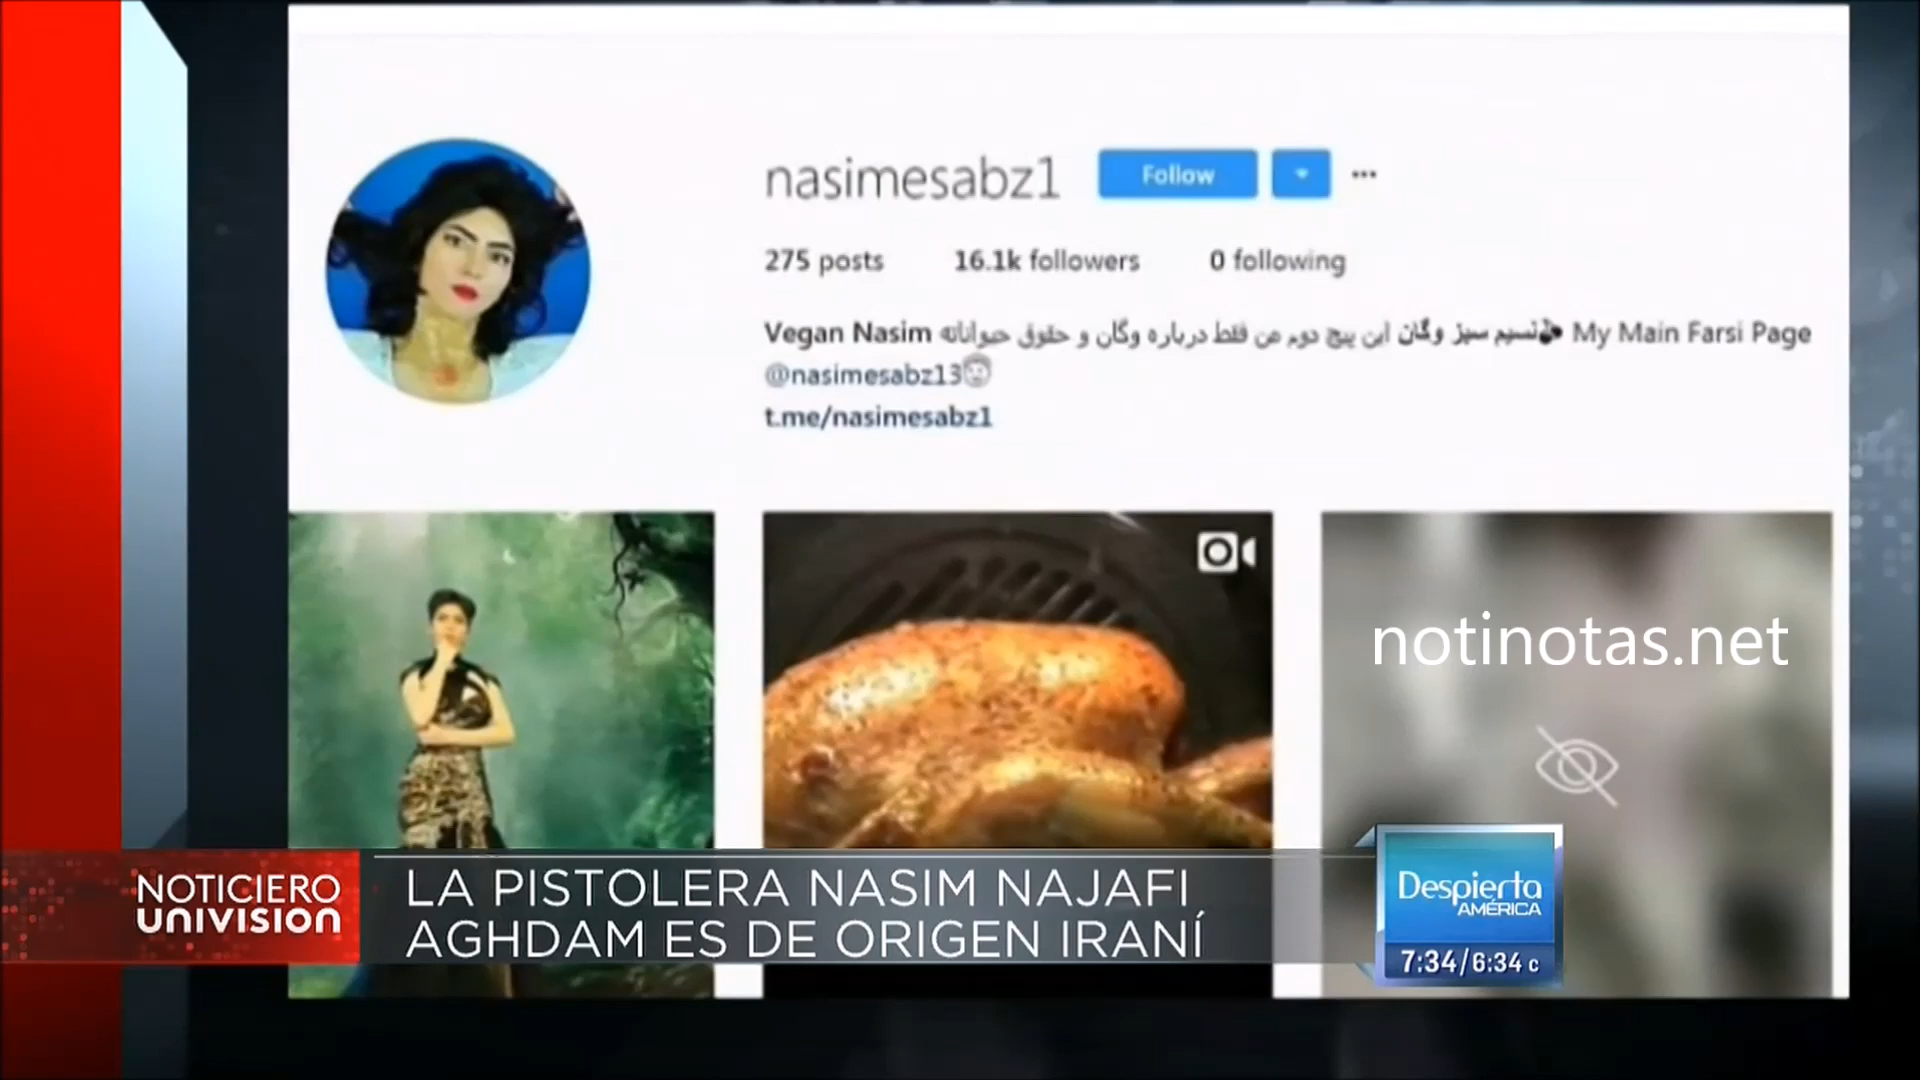 nasimesabz1 Follow ...
275 posts 16.1k followers 0 following
Vegan Nasim نسیم سبز وگان این پیج دوم من فقط درباره وگان و حقوق حیواناته My Main Farsi Page
@nasimesabz13
t.me/nasimesabz1
notinotas.net
NOTICIERO
UNIVISION
LA PISTOLERA NASIM NAJAFI
AGHDAM ES DE ORIGEN IRANÍ
Despierta
AMÉRICA
7:34/6:34 c